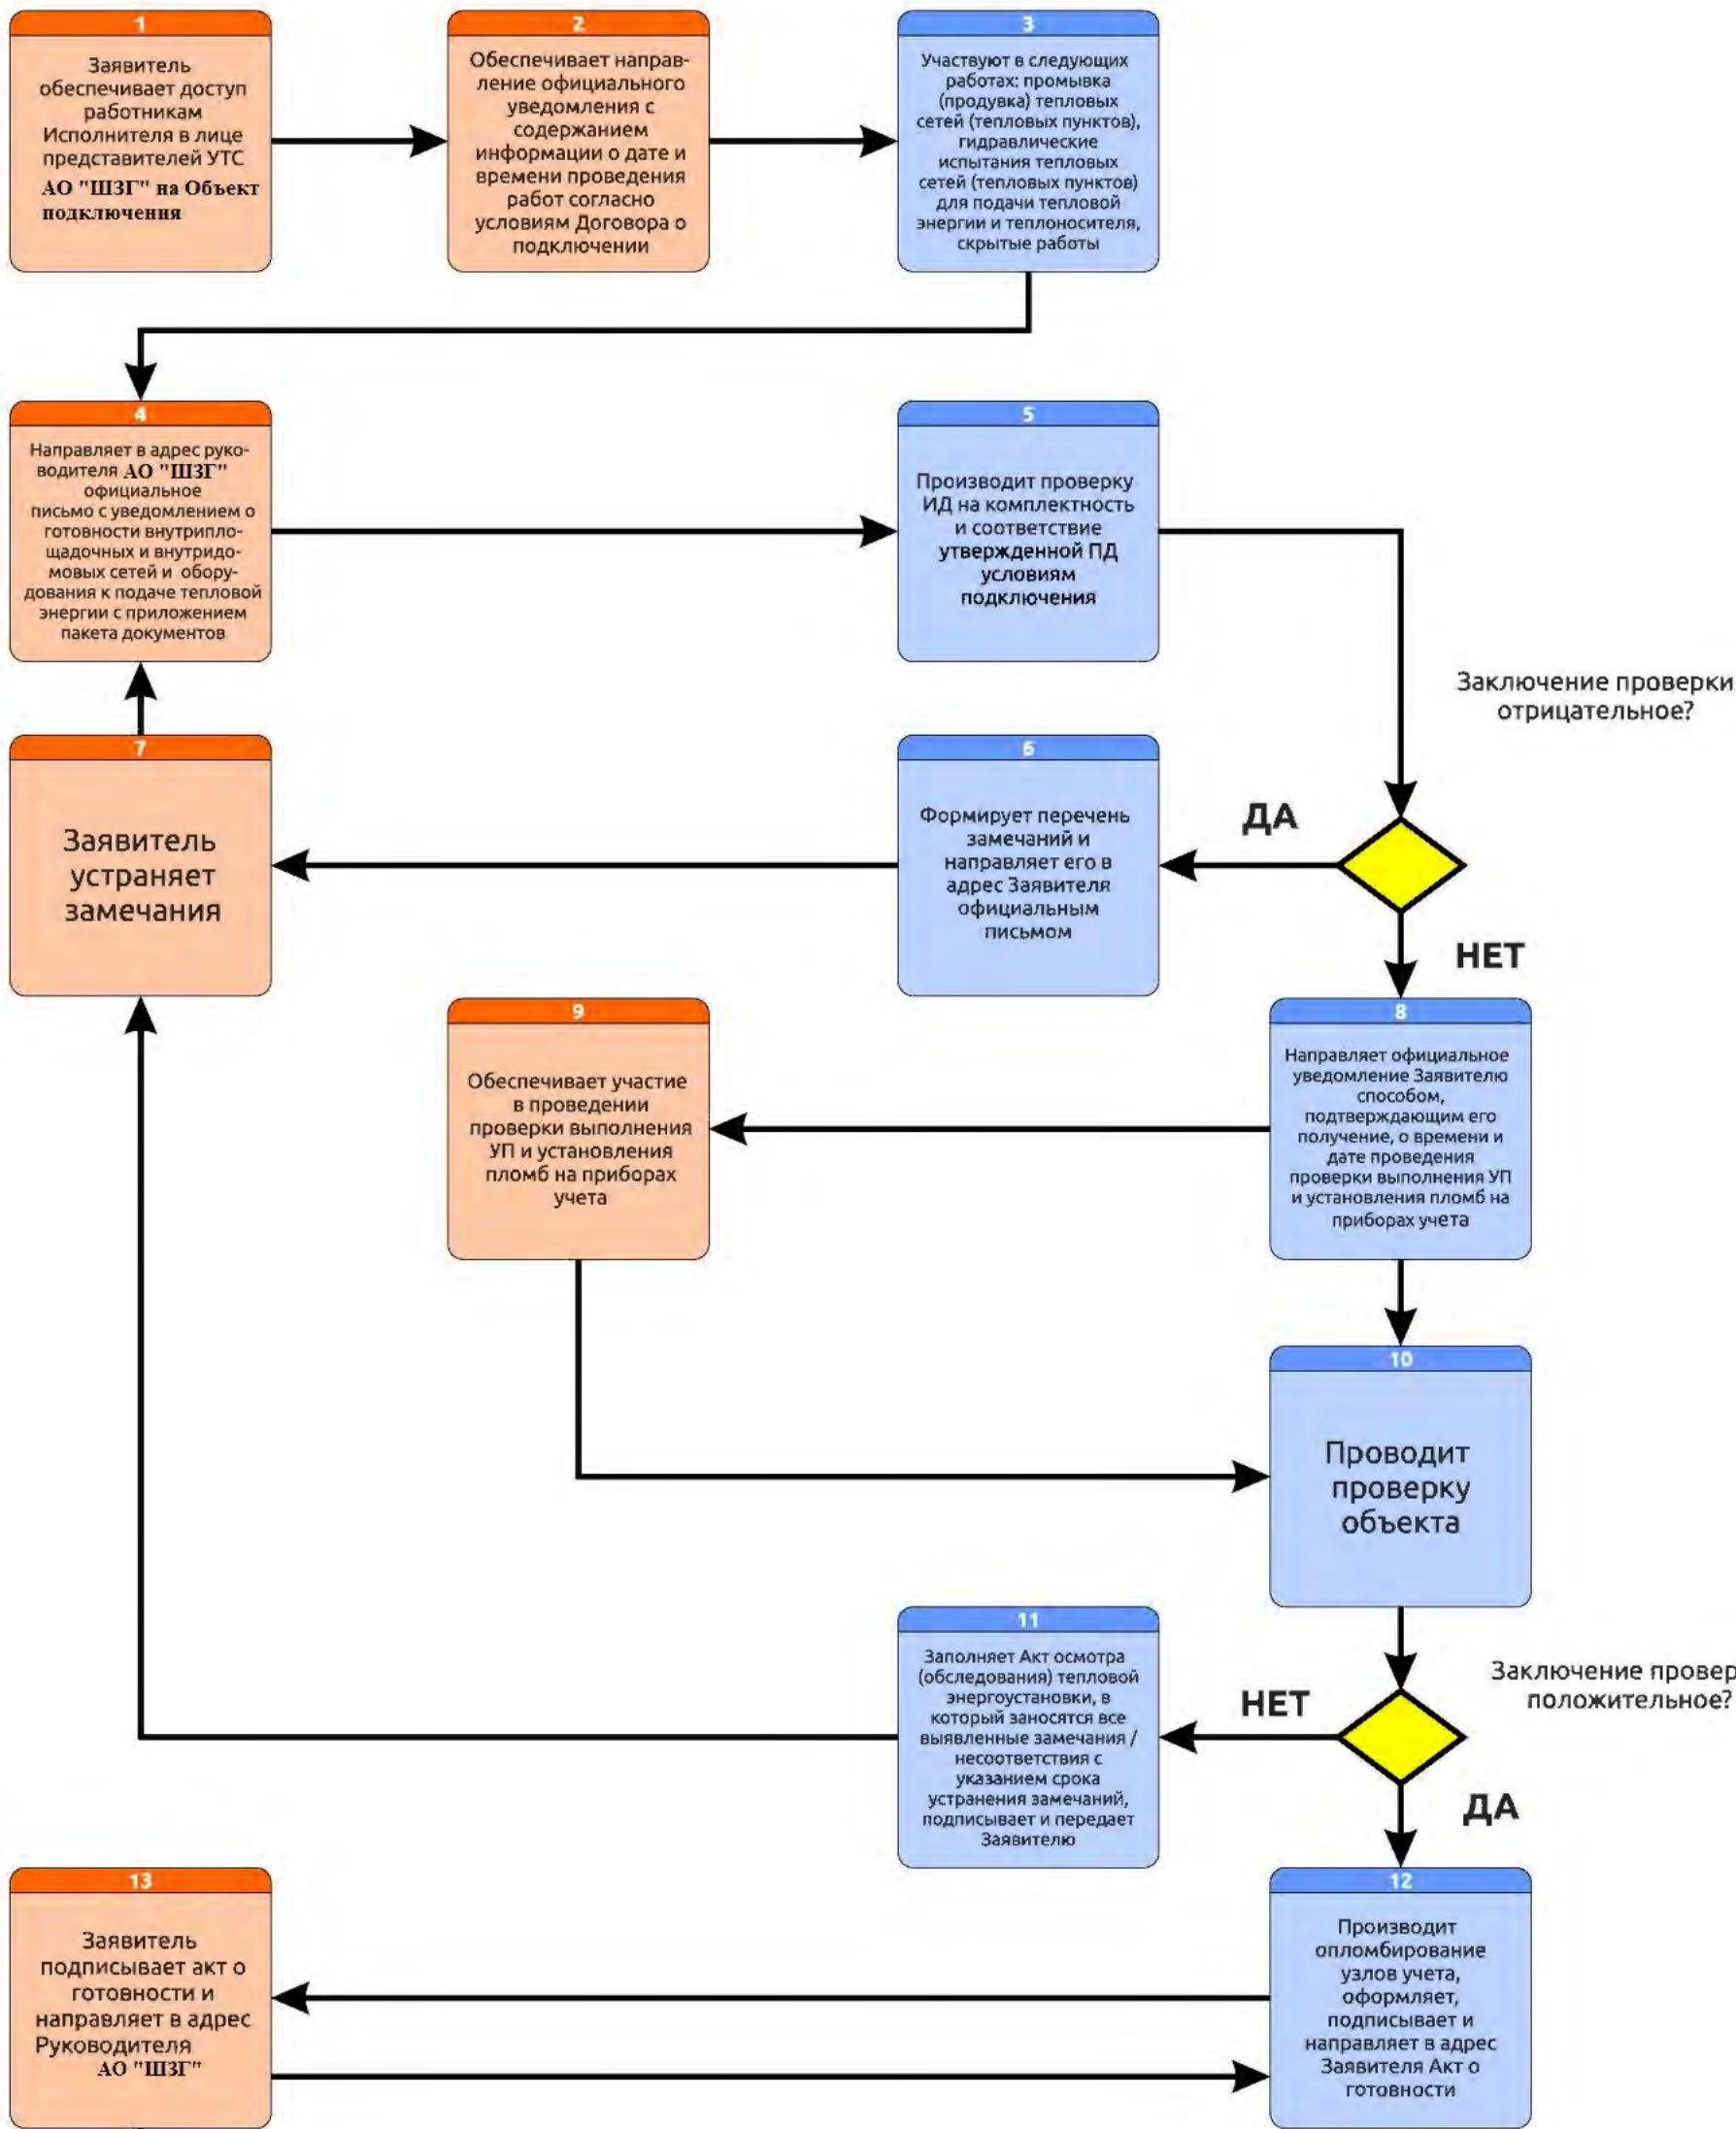 1
Заявитель
обеспечивает доступ
работникам
Исполнителя в лице
представителей УТС
АО "ШЗГ" на Объект
подключения
2
Обеспечивает направ-
ление официального
уведомления с
содержанием
информации о дате и
времени проведения
работ согласно
условиям Договора о
подключении
3
Участвуют в следующих
работах: промывка
(продувка) тепловых
сетей (тепловых пунктов),
гидравлические
испытания тепловых
сетей (тепловых пунктов)
для подачи тепловой
энергии и теплоносителя,
скрытые работы
4
Направляет в адрес руко-
водителя АО "ШЗГ"
официальное
письмо с уведомлением о
готовности внутрипло-
щадочных и внутридо-
мовых сетей и обору-
дования к подаче тепловой
энергии с приложением
пакета документов
5
Производит проверку
ИД на комплектность
и соответствие
утвержденной ПД
условиям
подключения
Заключение проверки
отрицательное?
7
Заявитель
устраняет
замечания
6
Формирует перечень
замечаний и
направляет его в
адрес Заявителя
официальным
письмом
ДА
НЕТ
9
Обеспечивает участие
в проведении
проверки выполнения
УП и установления
пломб на приборах
учета
8
Направляет официальное
уведомление Заявителю
способом,
подтверждающим его
получение, о времени и
дате проведения
проверки выполнения УП
и установления пломб на
приборах учета
10
Проводит
проверку
объекта
11
Заполняет Акт осмотра
(обследования) тепловой
энергоустановки, в
который заносятся все
выявленные замечания /
несоответствия с
указанием срока
устранения замечаний,
подписывает и передает
Заявителю
НЕТ
Заключение провер
положительное?
ДА
13
Заявитель
подписывает акт о
готовности и
направляет в адрес
Руководителя
АО "ШЗГ"
12
Производит
опломбирование
узлов учета,
оформляет,
подписывает и
направляет в адрес
Заявителя Акт о
готовности